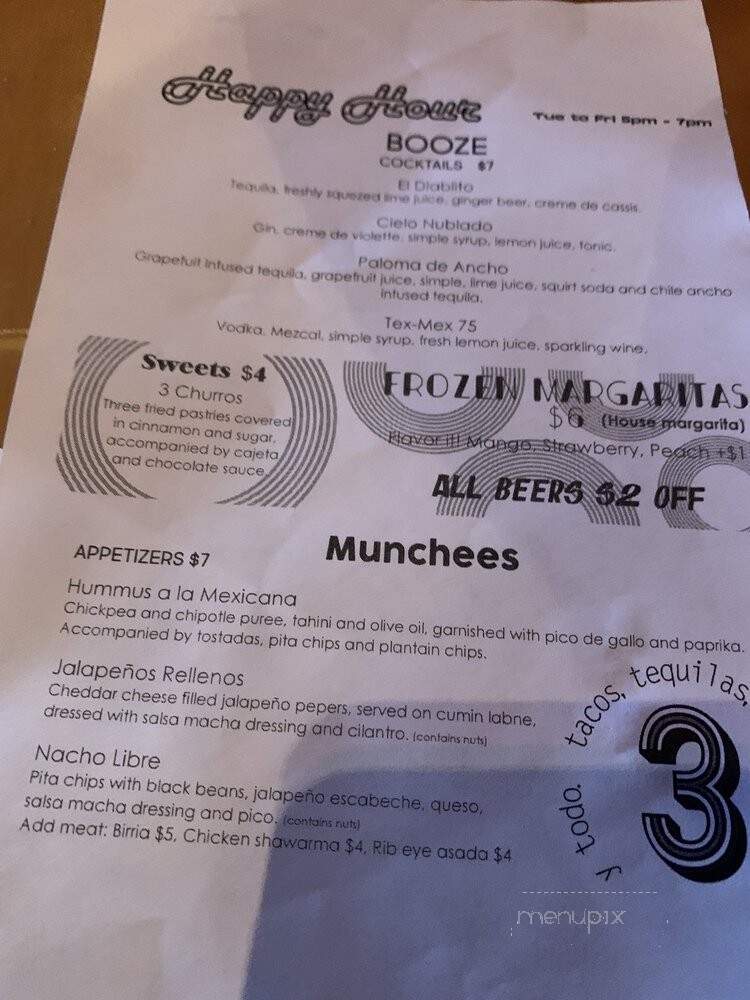 Happy Hour
Tue to Fri 5pm - 7pm
BOOZE
COCKTAILS $7
El Diablito
Tequila, freshly squezed lime juice, ginger beer, creme de cassis.
Cielo Nublado
Gin, creme de violette, simple syrup, lemon juice, tonic.
Paloma de Ancho
Grapefuit infused tequila, grapefruit juice, simple, lime juice, squirt soda and chile ancho
infused tequila.
Tex-Mex 75
Vodka, Mezcal, simple syrup, fresh lemon juice, sparkling wine.
Sweets $4
3 Churros
Three fried pastries covered
in cinnamon and sugar,
accompanied by cajeta
and chocolate sauce
FROZEN MARGARITAS
$6 (House margarita)
Flavor it! Mango, Strawberry, Peach +$1
ALL BEERS $2 OFF
Munchees
APPETIZERS $7
Hummus a la Mexicana
Chickpea and chipotle puree, tahini and olive oil, garnished with pico de gallo and paprika.
Accompanied by tostadas, pita chips and plantain chips.
Jalapeños Rellenos
Cheddar cheese filled jalapeño pepers, served on cumin labne,
dressed with salsa macha dressing and cilantro. (contains nuts)
Nacho Libre
Pita chips with black beans, jalapeño escabeche, queso,
salsa macha dressing and pico. (contains nuts)
Add meat: Birria $5, Chicken shawarma $4, Rib eye asada $4
tacos, tequilas,
y todo.
3
menupix